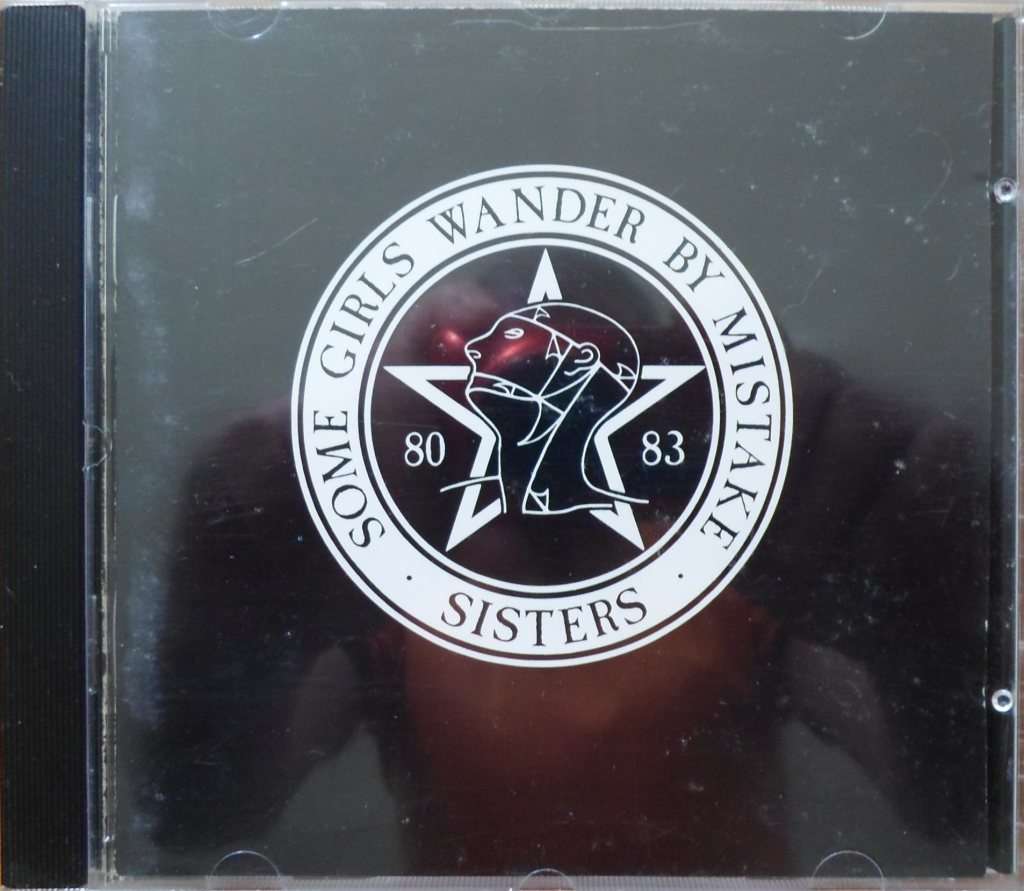 SOME GIRLS WANDER BY MISTAKE
80 83
· SISTERS ·